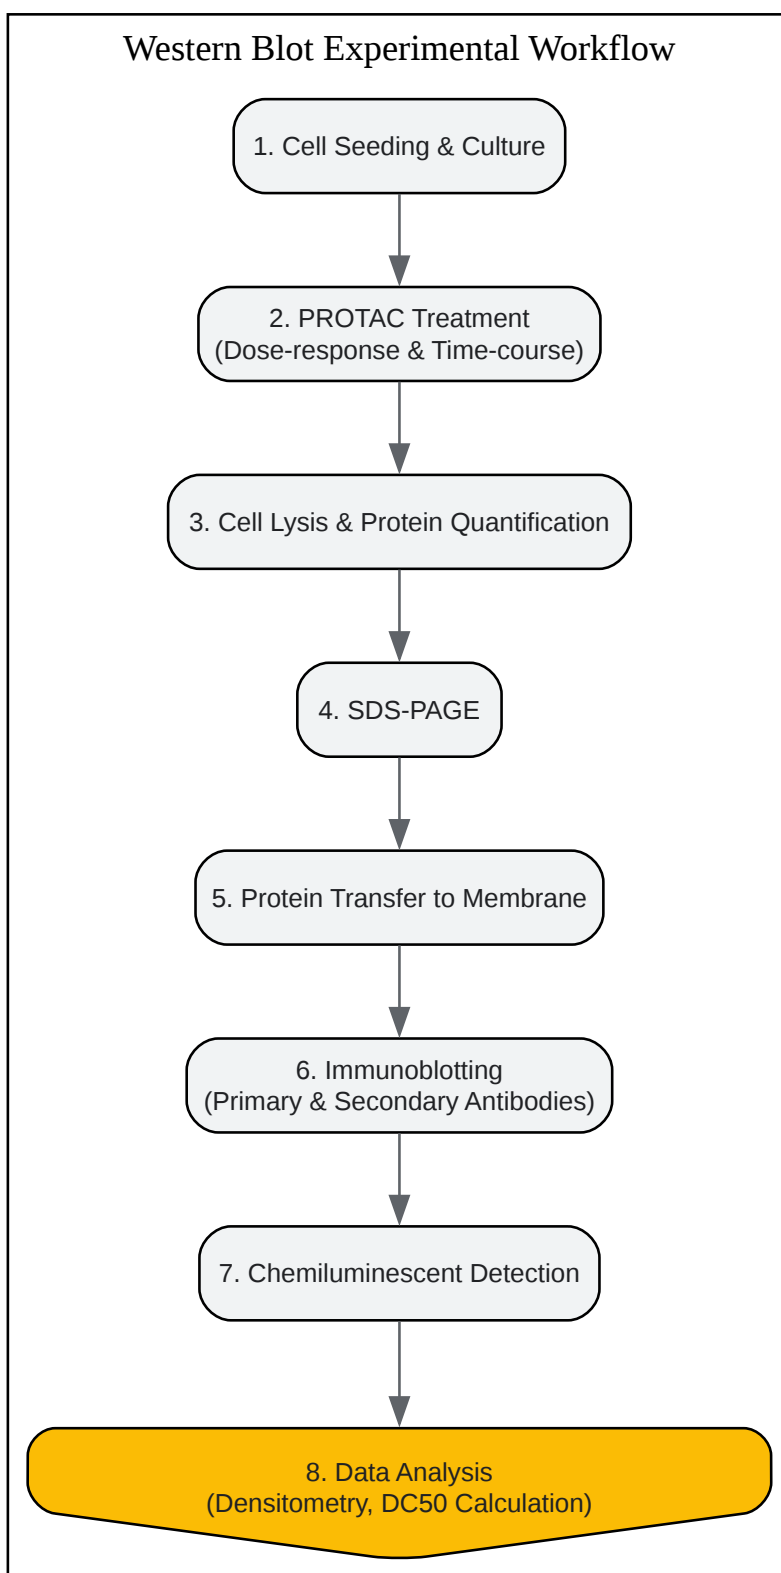 Western Blot Experimental Workflow
1. Cell Seeding & Culture
2. PROTAC Treatment
(Dose-response & Time-course)
3. Cell Lysis & Protein Quantification
4. SDS-PAGE
5. Protein Transfer to Membrane
6. Immunoblotting
(Primary & Secondary Antibodies)
7. Chemiluminescent Detection
8. Data Analysis
(Densitometry, DC50 Calculation)